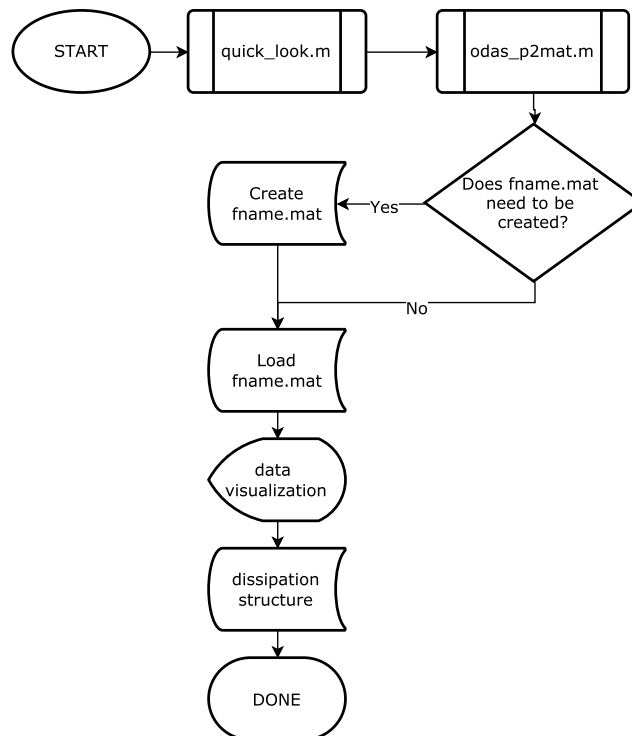 START
quick_look.m
odas_p2mat.m
Does fname.mat
need to be
created?
Yes
Create
fname.mat
No
Load
fname.mat
data
visualization
dissipation
structure
DONE